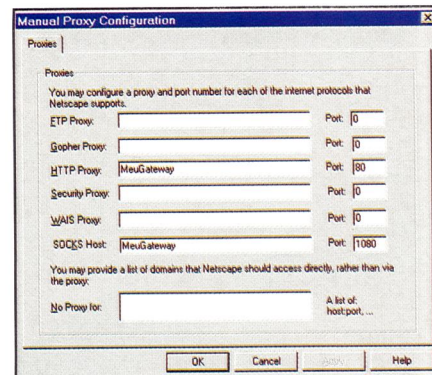 Manual Proxy Configuration
Proxies
Proxies
You may configure a proxy and port number for each of the internet protocols that
Netscape supports.
FTP Proxy: Port: 0
Gopher Proxy: Port: 0
HTTP Proxy: MeuGateway Port: 80
Security Proxy: Port: 0
WAIS Proxy: Port: 0
SOCKS Host: MeuGateway Port: 1080
You may provide a list of domains that Netscape should access directly, rather than via
the proxy:
No Proxy for: A list of:
host:port, ...
OK Cancel Apply Help